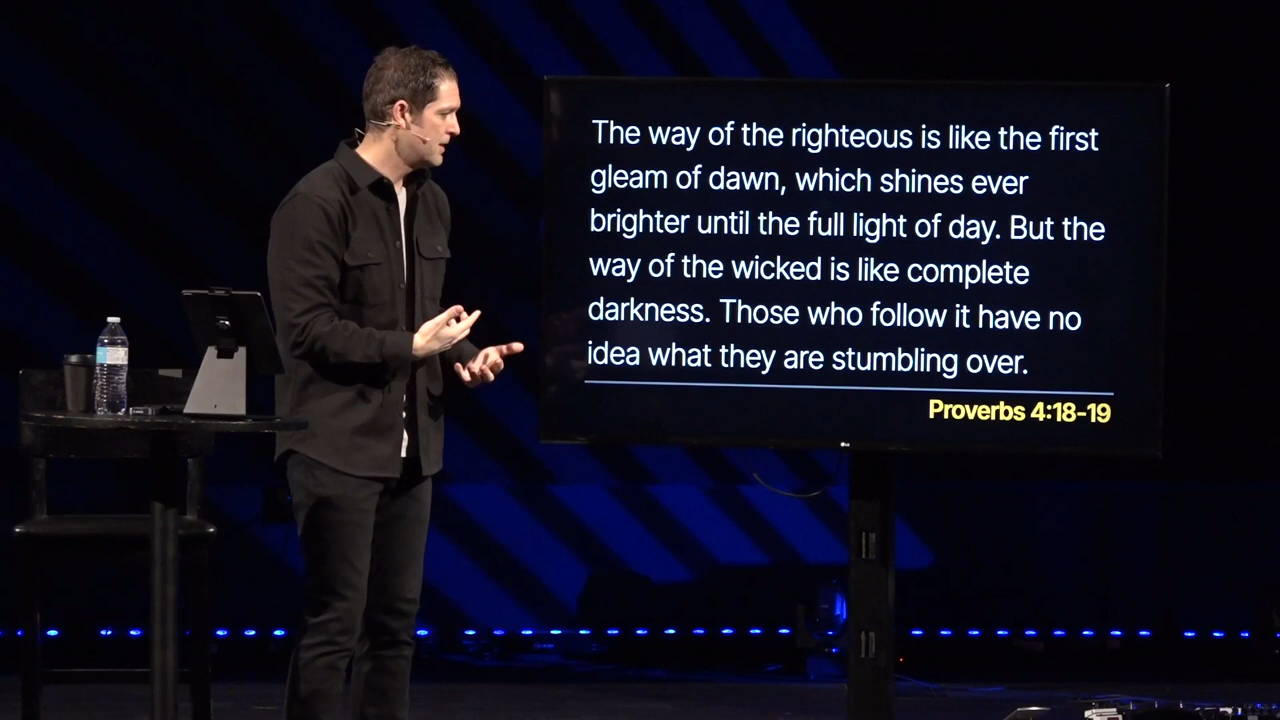 The way of the righteous is like the first
gleam of dawn, which shines ever
brighter until the full light of day. But the
way of the wicked is like complete
darkness. Those who follow it have no
idea what they are stumbling over.
Proverbs 4:18-19
LG